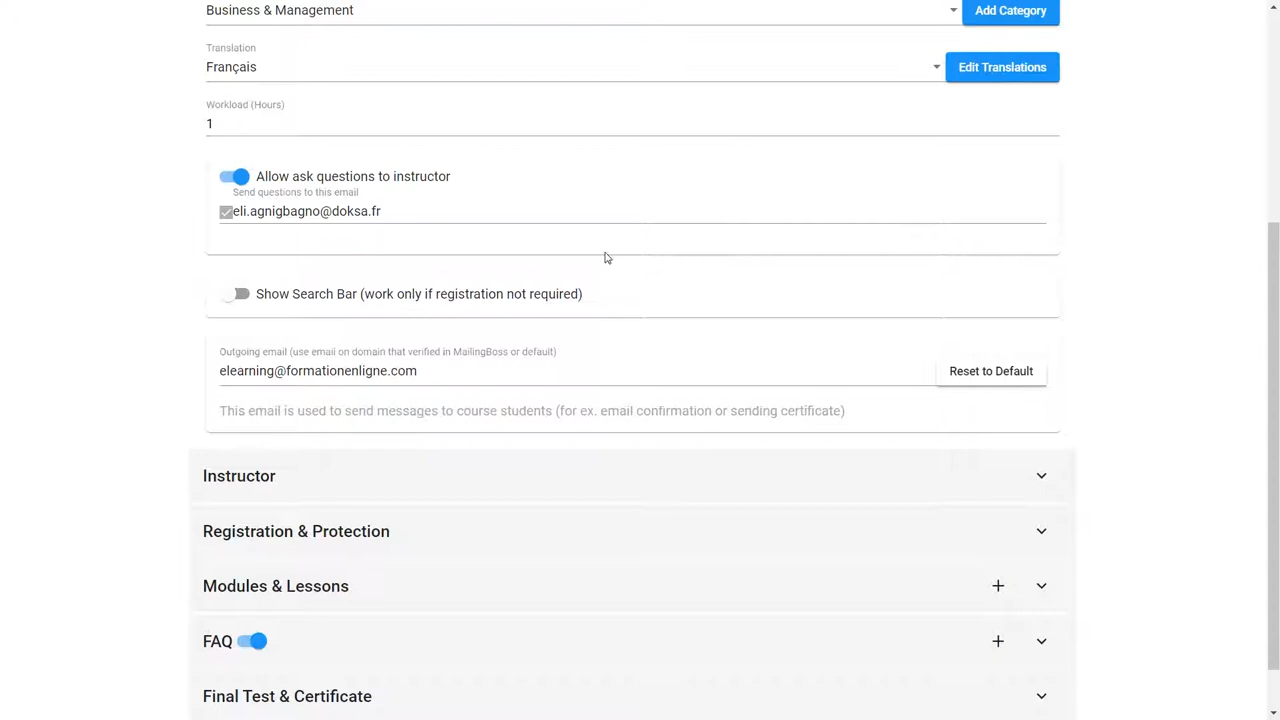 Business & Management
Add Category
Translation
Français
Edit Translations
Workload (Hours)
1
Allow ask questions to instructor
Send questions to this email
eli.agnigbagno@doksa.fr
Show Search Bar (work only if registration not required)
Outgoing email (use email on domain that verified in MailingBoss or default)
elearning@formationenligne.com
Reset to Default
This email is used to send messages to course students (for ex. email confirmation or sending certificate)
Instructor
Registration & Protection
Modules & Lessons
FAQ
Final Test & Certificate